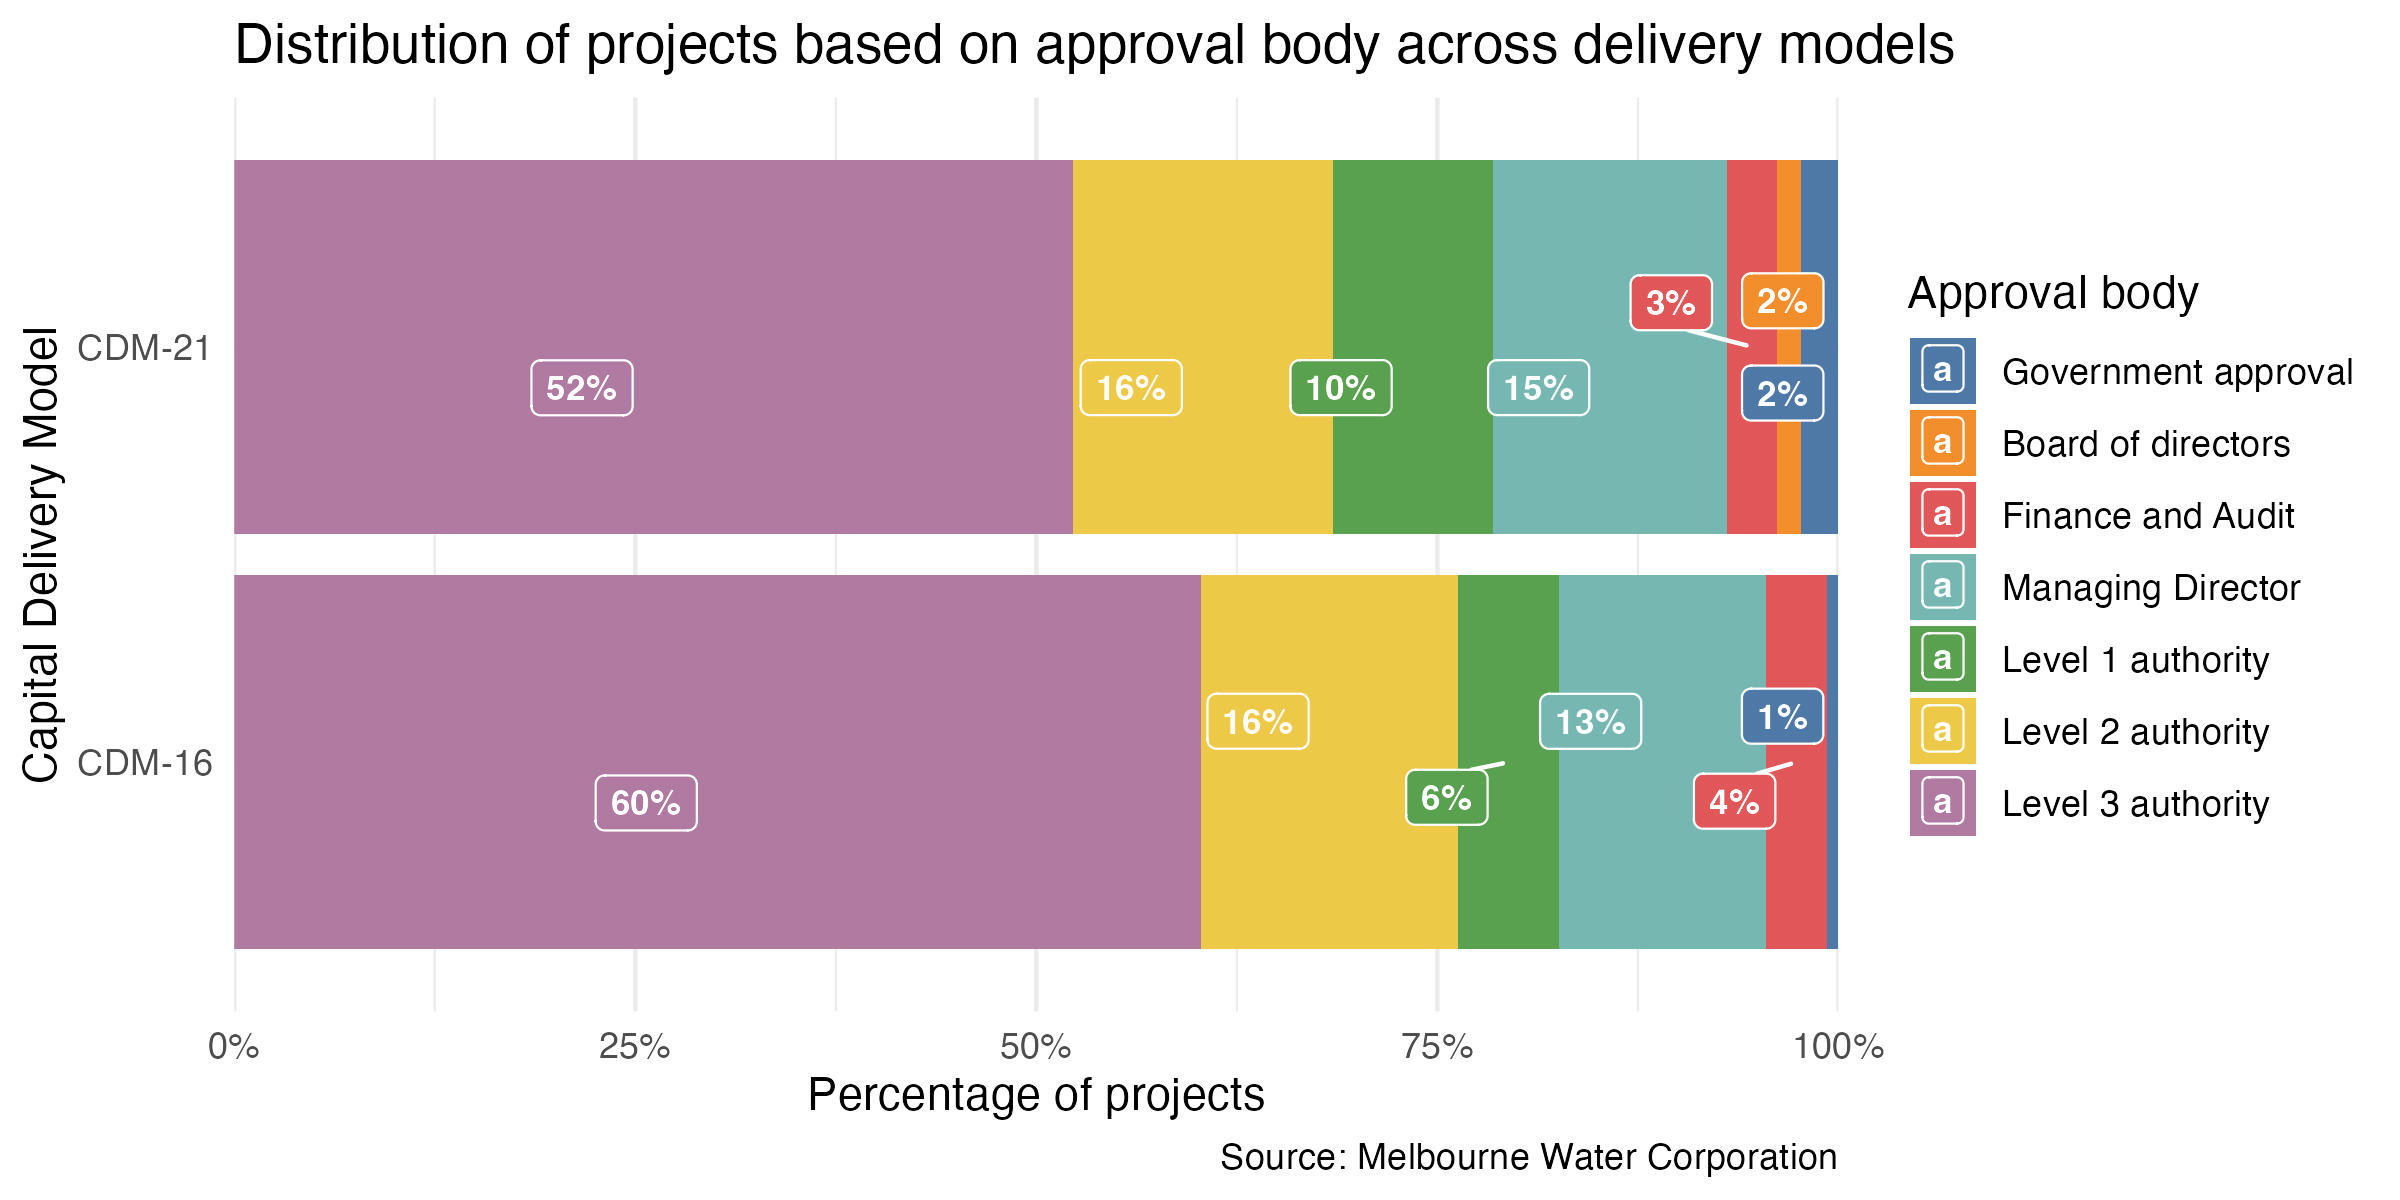 Distribution of projects based on approval body across delivery models
Capital Delivery Model
CDM-21
52%
16%
10%
15%
3%
2%
2%
CDM-16
60%
16%
6%
13%
4%
1%
0%
25%
50%
75%
100%
Percentage of projects
Approval body
a Government approval
a Board of directors
a Finance and Audit
a Managing Director
a Level 1 authority
a Level 2 authority
a Level 3 authority
Source: Melbourne Water Corporation